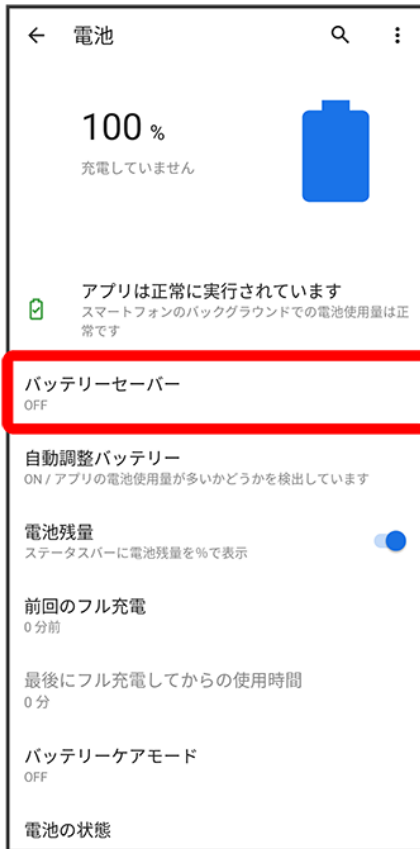 電池
100 %
充電していません
アプリは正常に実行されています
スマートフォンのバックグラウンドでの電池使用量は正
常です
バッテリーセーバー
OFF
自動調整バッテリー
ON / アプリの電池使用量が多いかどうかを検出しています
電池残量
ステータスバーに電池残量を%で表示
前回のフル充電
0 分前
最後にフル充電してからの使用時間
0 分
バッテリーケアモード
OFF
電池の状態